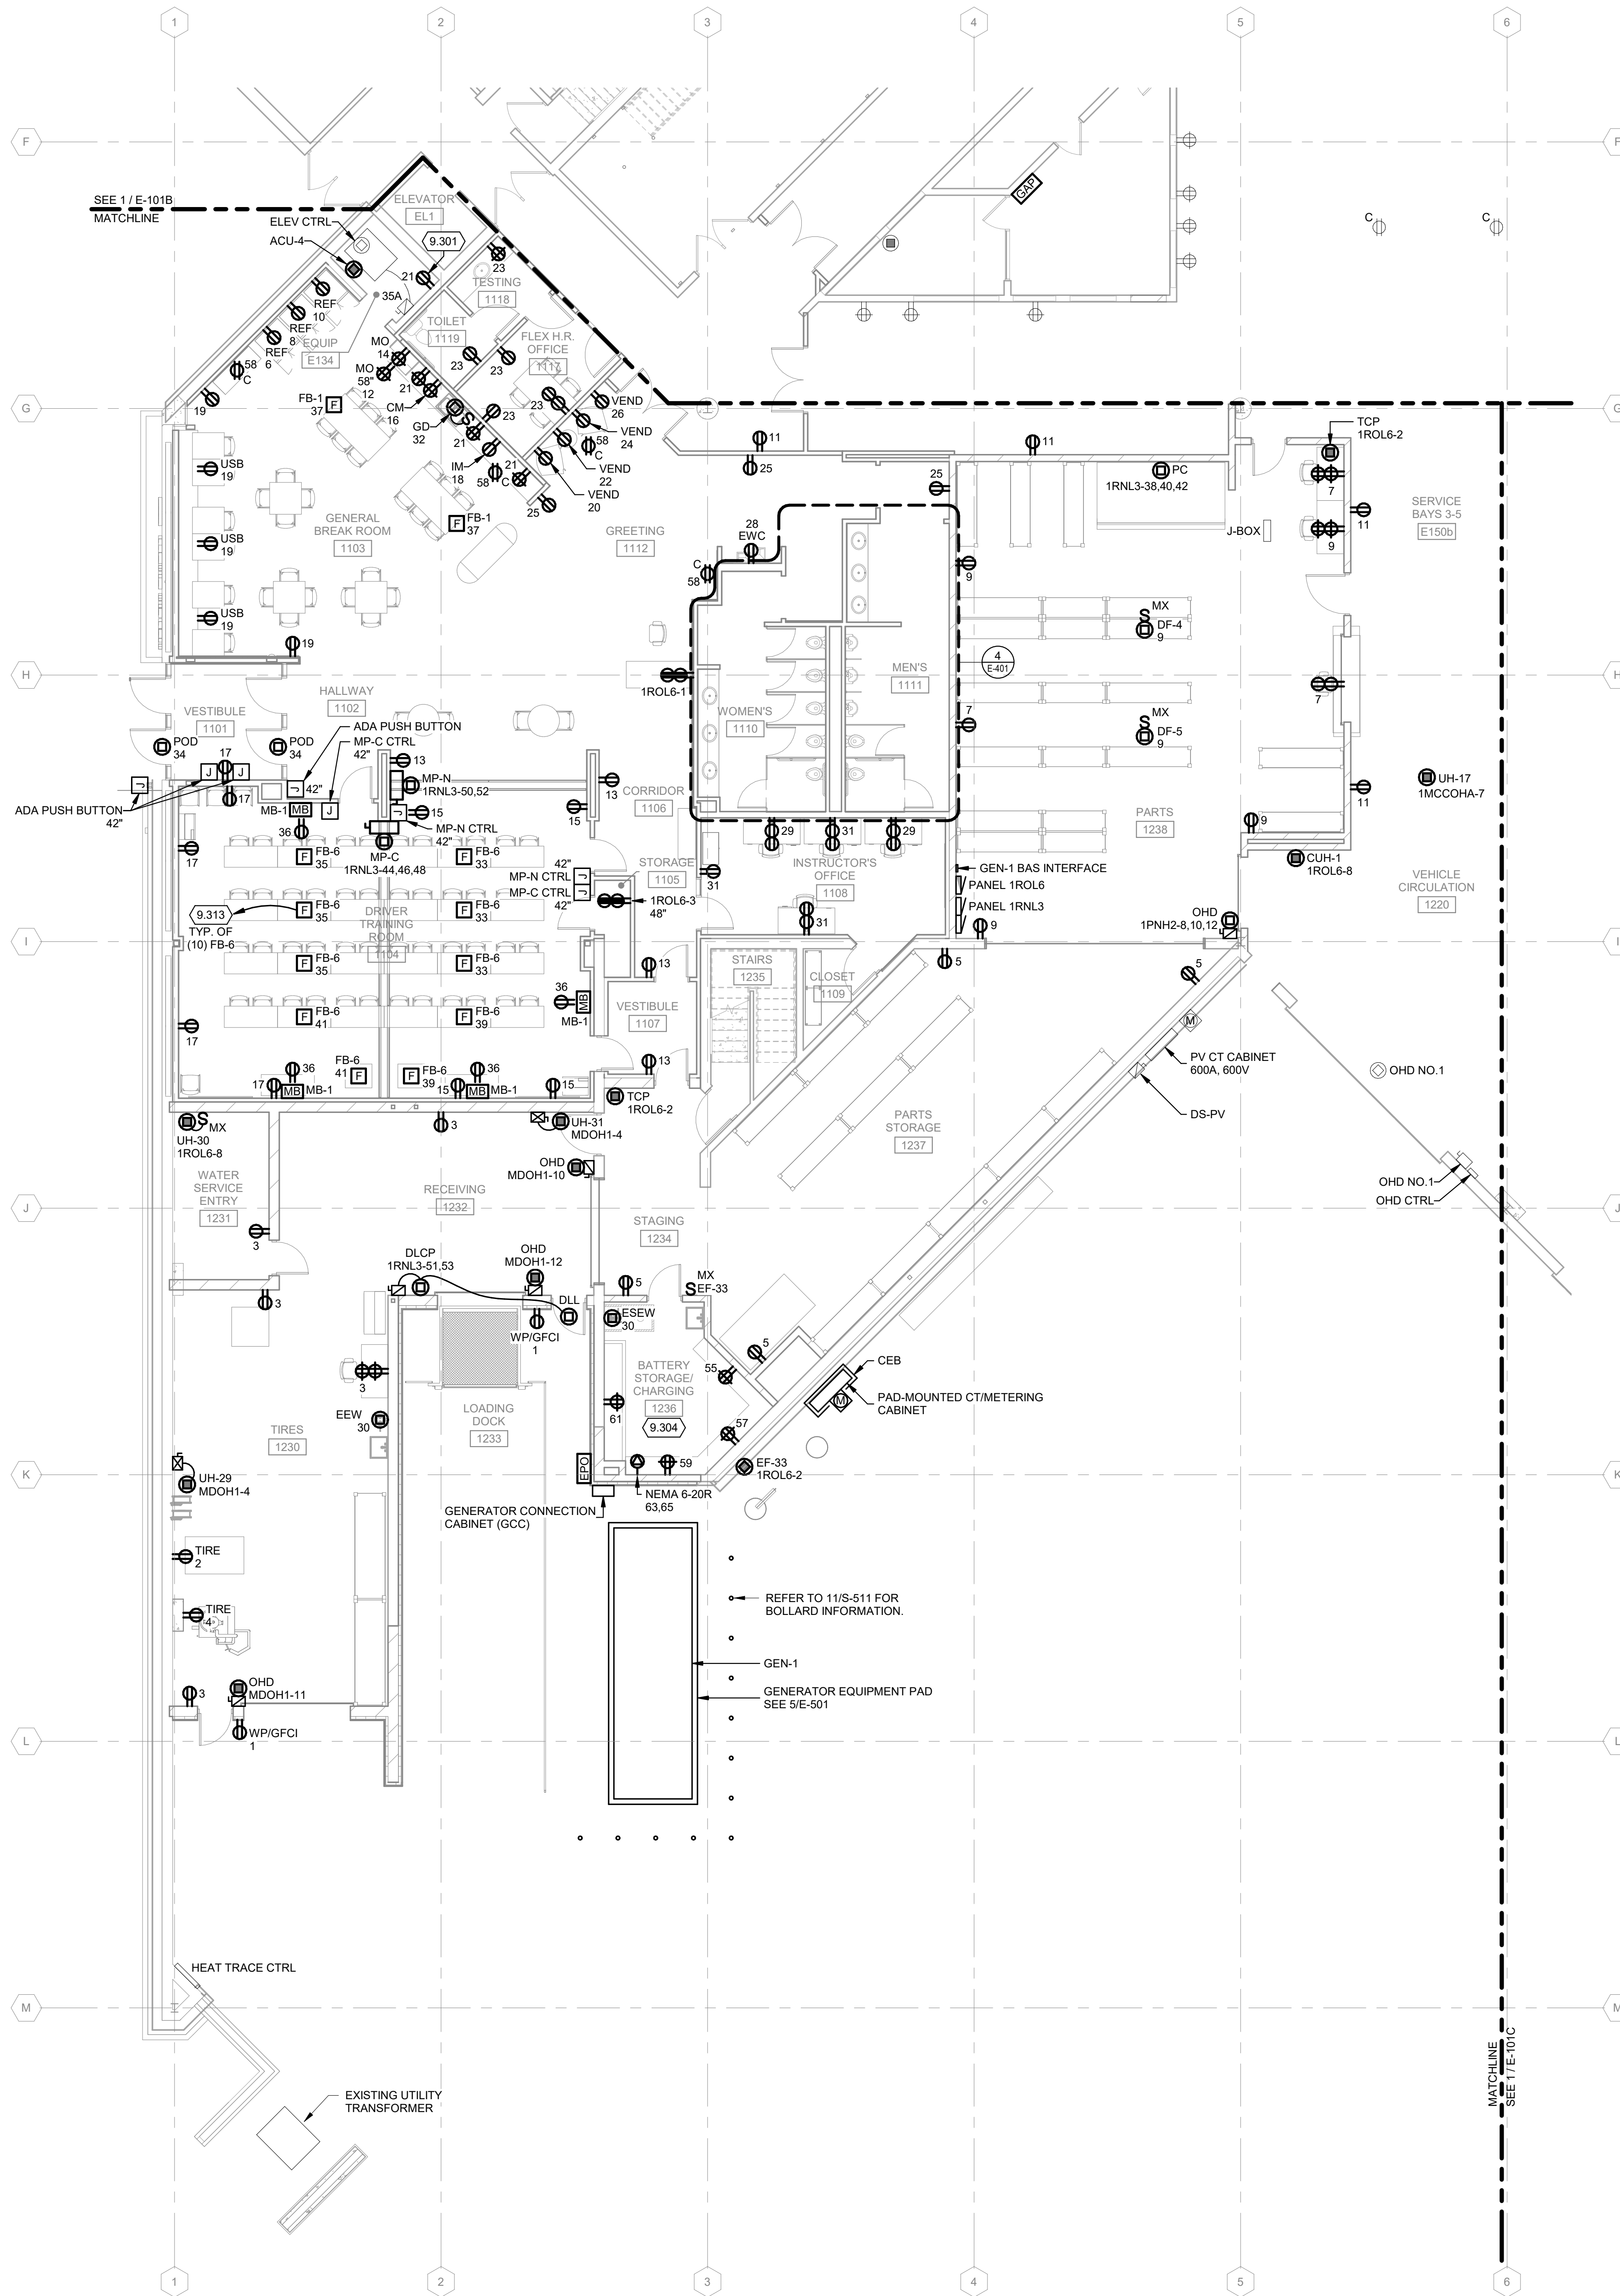 1
2
3
4
5
6
F
F
SEE 1 / E-101B
MATCHLINE
ELEVATOR
EL1
ELEV CTRL
ACU-4
9.301
21
23
TESTING
1118
35A
REF
10
REF
8
REF
6
EQUIP
E134
TOILET
1119
FLEX H.R.
OFFICE
1117
MO
14
MO
58"
12
58
C
19
21
23
23
CM
16
GD
32
21
23
23
VEND
26
VEND
24
58
C
VEND
22
VEND
20
IM
18
58
C
21
25
GAP
C
C
G
G
FB-1
37
FB-1
37
USB
19
USB
19
USB
19
19
GENERAL
BREAK ROOM
1103
GREETING
1112
11
25
11
25
PC
1RNL3-38,40,42
TCP
1ROL6-2
7
9
11
J-BOX
SERVICE
BAYS 3-5
E150b
28
EWC
C
58
9
MX
S
DF-4
9
4
E-401
MEN'S
1111
WOMEN'S
1110
H
H
1ROL6-1
7
7
MX
S
DF-5
9
HALLWAY
1102
VESTIBULE
1101
POD
34
POD
34
ADA PUSH BUTTON
MP-C CTRL
42"
17
J
J
J
J
42"
J
ADA PUSH BUTTON
42"
17
MB-1
MB
36
13
MP-N
1RNL3-50,52
J
15
MP-N CTRL
42"
MP-C
1RNL3-44,46,48
13
15
CORRIDOR
1106
UH-17
1MCCOHA-7
11
PARTS
1238
9
CUH-1
1ROL6-8
VEHICLE
CIRCULATION
1220
29
31
29
INSTRUCTOR'S
OFFICE
1108
31
31
GEN-1 BAS INTERFACE
PANEL 1ROL6
PANEL 1RNL3
9
OHD
1PNH2-8,10,12
17
F
FB-6
35
F
FB-6
33
F
FB-6
35
F
FB-6
33
9.313
TYP. OF
(10) FB-6
DRIVER
TRAINING
ROOM
1104
42"
MP-N CTRL
J
MP-C CTRL
J
42"
STORAGE
1105
1ROL6-3
48"
I
I
F
FB-6
35
F
FB-6
33
13
STAIRS
1235
CLOSET
1109
5
5
F
FB-6
41
F
FB-6
39
17
36
MB
MB-1
VESTIBULE
1107
M
PV CT CABINET
600A, 600V
OHD NO.1
DS-PV
FB-6
41
F
F
FB-6
39
36
17
MB
MB-1
15
36
MB
MB-1
15
13
TCP
1ROL6-2
S
MX
UH-30
1ROL6-8
3
UH-31
MDOH1-4
OHD
MDOH1-10
PARTS
STORAGE
1237
WATER
SERVICE
ENTRY
1231
RECEIVING
1232
STAGING
1234
OHD NO.1
OHD CTRL
J
J
3
3
DLCP
1RNL3-51,53
OHD
MDOH1-12
DLL
WP/GFCI
1
5
MX
S
EF-33
ESEW
30
5
55
BATTERY
STORAGE/
CHARGING
1236
9.304
61
57
59
CEB
M
PAD-MOUNTED CT/METERING
CABINET
3
EEW
30
TIRES
1230
LOADING
DOCK
1233
K
K
EPO
EF-33
1ROL6-2
NEMA 6-20R
63,65
GENERATOR CONNECTION
CABINET (GCC)
UH-29
MDOH1-4
TIRE
2
TIRE
4
REFER TO 11/S-511 FOR
BOLLARD INFORMATION.
GEN-1
GENERATOR EQUIPMENT PAD
SEE 5/E-501
3
OHD
MDOH1-11
WP/GFCI
1
L
L
HEAT TRACE CTRL
M
M
EXISTING UTILITY
TRANSFORMER
MATCHLINE
SEE 1 / E-101C
1
2
3
4
5
6